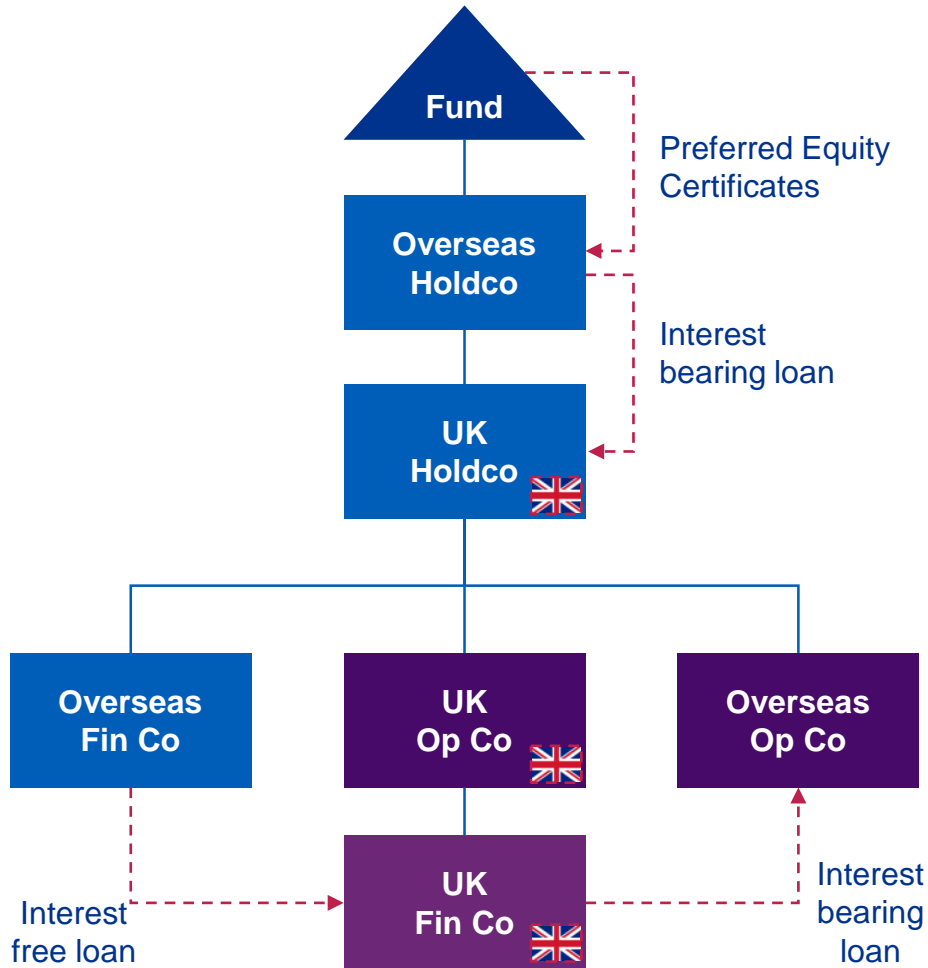 Fund
Preferred Equity
Certificates
Overseas
Holdco
Interest
bearing loan
UK
Holdco
Overseas
Fin Co
UK
Op Co
Overseas
Op Co
Interest
free loan
UK
Fin Co
Interest
bearing
loan